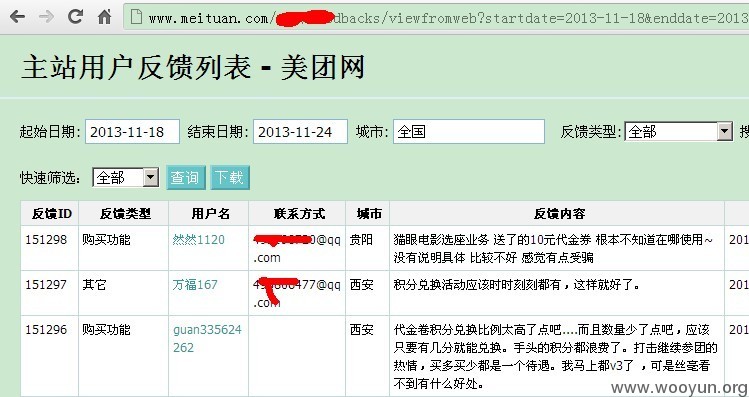 www.meituan.com/ dbacks/viewfromweb?startdate=2013-11-18&enddate=2013
主站用户反馈列表 - 美团网
起始日期: 2013-11-18 结束日期: 2013-11-24 城市: 全国 反馈类型: 全部 搜
快速筛选: 全部 查询 下载
反馈ID 反馈类型 用户名 联系方式 城市 反馈内容
151298 购买功能 然然1120 @qq 贵阳 猫眼电影选座业务 送了的10元代金券 根本不知道在哪使用~ 201
.com 没有说明具体 比较不好 感觉有点受骗
151297 其它 万福167 477@qq 西安 积分兑换活动应该时时刻刻都有，这样就好了。 201
.com
151296 购买功能 guan335624 西安 代金卷积分兑换比例太高了点吧....而且数量少了点吧，应该 201
262 只要有几分就能兑换。手头的积分都浪费了。打击继续参团的
热情，买多买少都是一个待遇。我马上都v3了 ，可是丝毫看
不到有什么好处。
www.wooyun.org